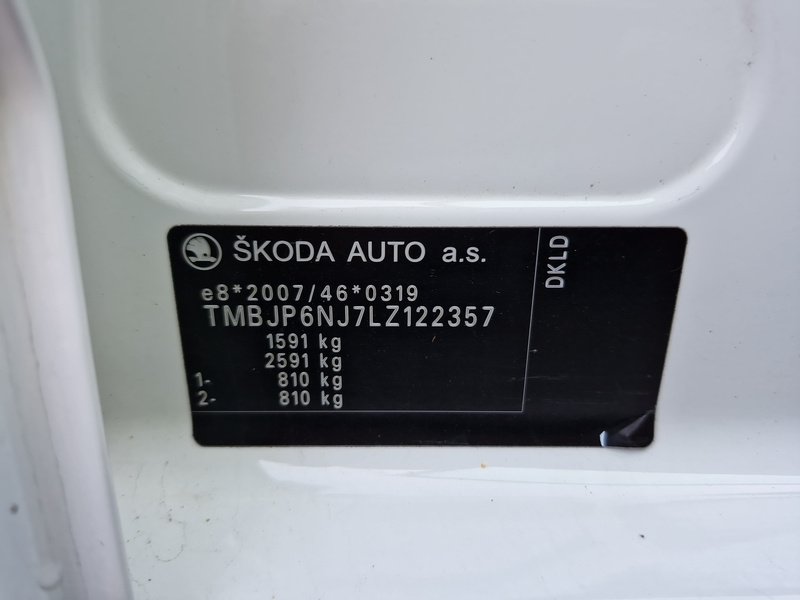 ŠKODA AUTO a.s.
DKLD
e8*2007/46*0319
TMBJP6NJ7LZ122357
1591 kg
2591 kg
1- 810 kg
2- 810 kg